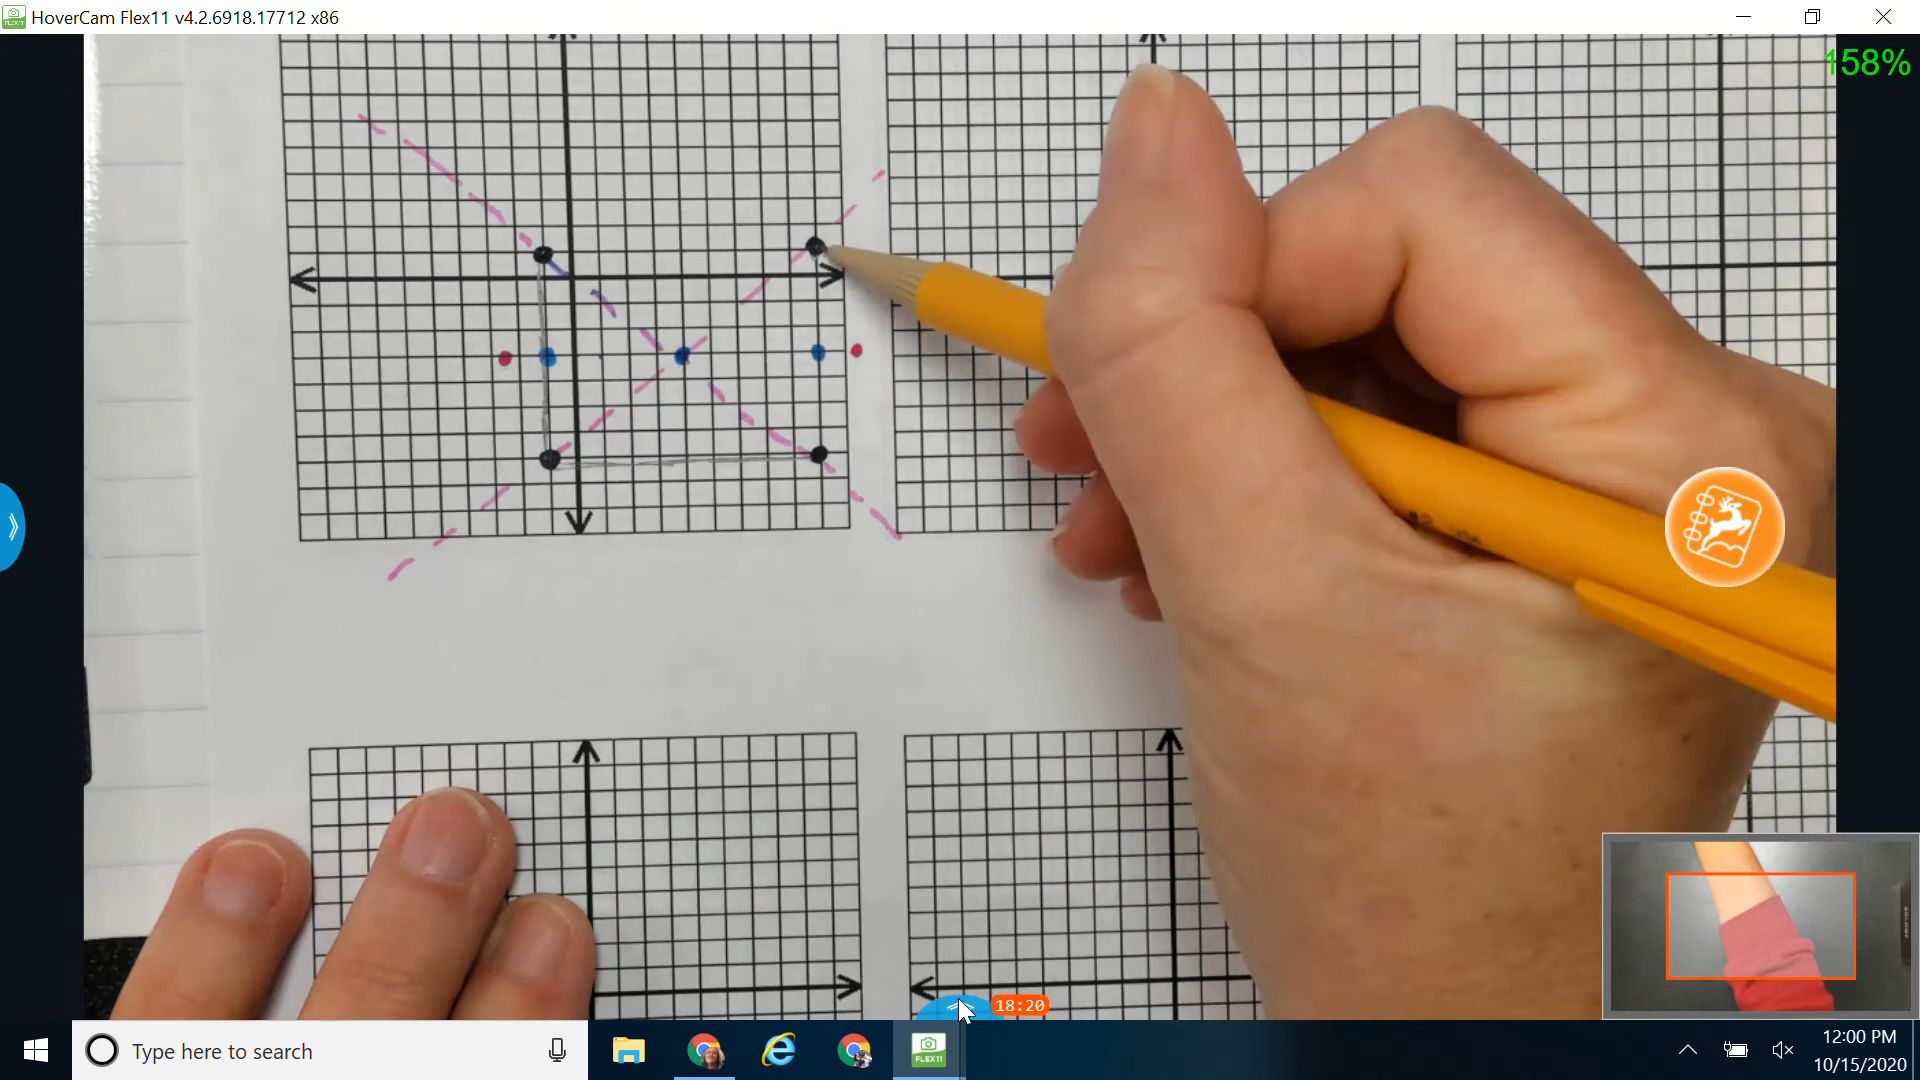 HoverCam Flex11 v4.2.6918.17712 x86
158%
18:20
Type here to search
FLEX11
12:00 PM
10/15/2020